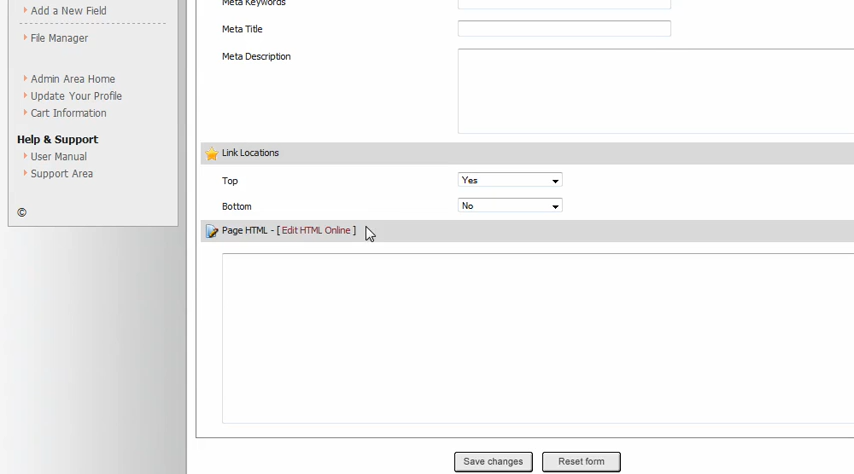 Add a New Field
File Manager
Admin Area Home
Update Your Profile
Cart Information
Help & Support
User Manual
Support Area
©
Meta Keywords
Meta Title
Meta Description
Link Locations
Top Yes
Bottom No
Page HTML - [ Edit HTML Online ]
Save changes Reset form